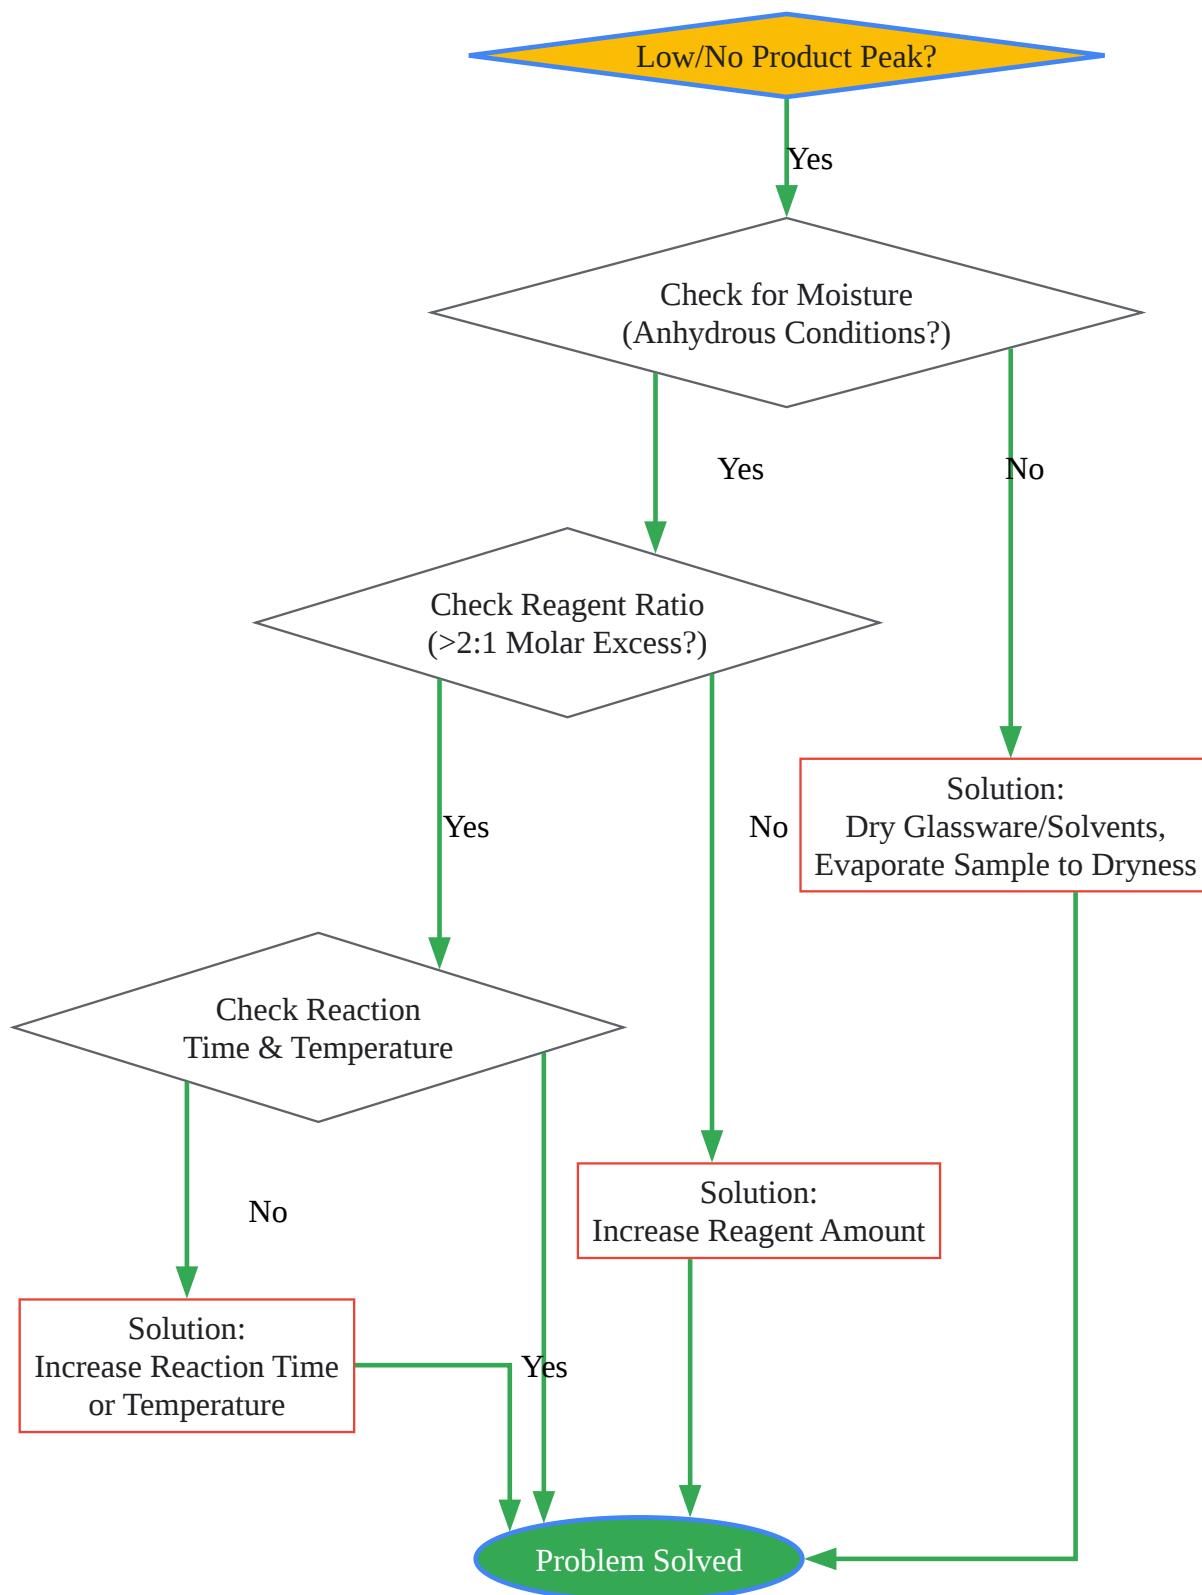 Low/No Product Peak?
Yes
Check for Moisture
(Anhydrous Conditions?)
Yes
No
Check Reagent Ratio
(>2:1 Molar Excess?)
Yes
No
Solution:
Dry Glassware/Solvents,
Evaporate Sample to Dryness
Check Reaction
Time & Temperature
No
Solution:
Increase Reagent Amount
Solution:
Increase Reaction Time
or Temperature
Yes
Problem Solved